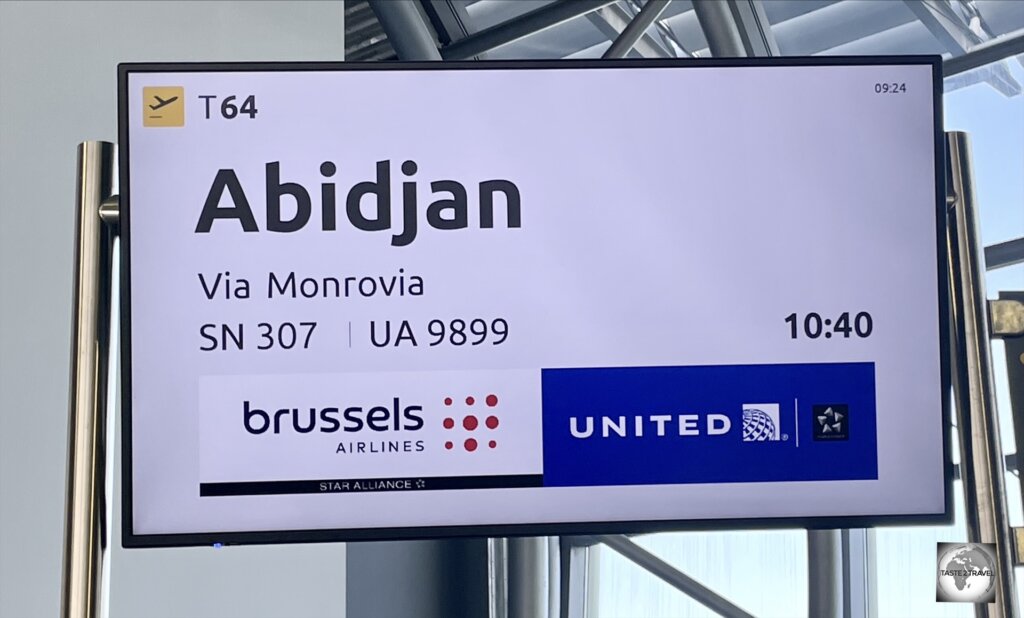 T64
09:24
Abidjan
Via Monrovia
SN 307 | UA 9899
10:40
brussels
AIRLINES
STAR ALLIANCE
UNITED
TASTE2TRAVEL